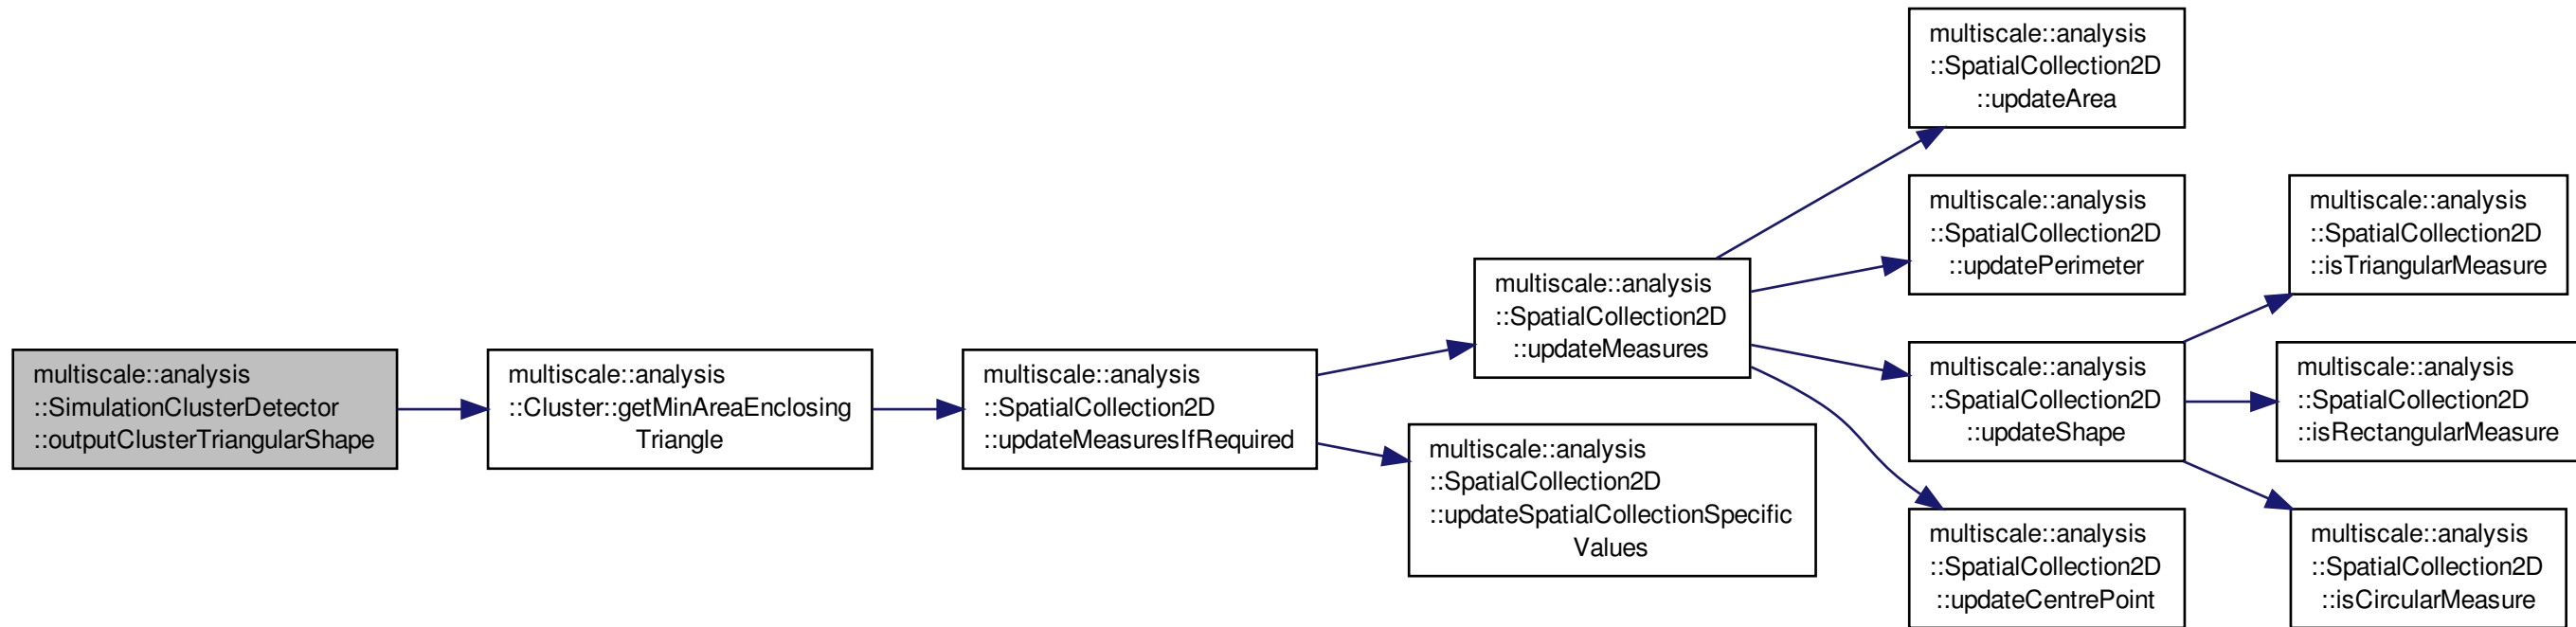 multiscale::analysis
::SimulationClusterDetector
::outputClusterTriangularShape
multiscale::analysis
::Cluster::getMinAreaEnclosing
Triangle
multiscale::analysis
::SpatialCollection2D
::updateMeasuresIfRequired
multiscale::analysis
::SpatialCollection2D
::updateMeasures
multiscale::analysis
::SpatialCollection2D
::updateSpatialCollectionSpecific
Values
multiscale::analysis
::SpatialCollection2D
::updateArea
multiscale::analysis
::SpatialCollection2D
::updatePerimeter
multiscale::analysis
::SpatialCollection2D
::updateShape
multiscale::analysis
::SpatialCollection2D
::updateCentrePoint
multiscale::analysis
::SpatialCollection2D
::isTriangularMeasure
multiscale::analysis
::SpatialCollection2D
::isRectangularMeasure
multiscale::analysis
::SpatialCollection2D
::isCircularMeasure